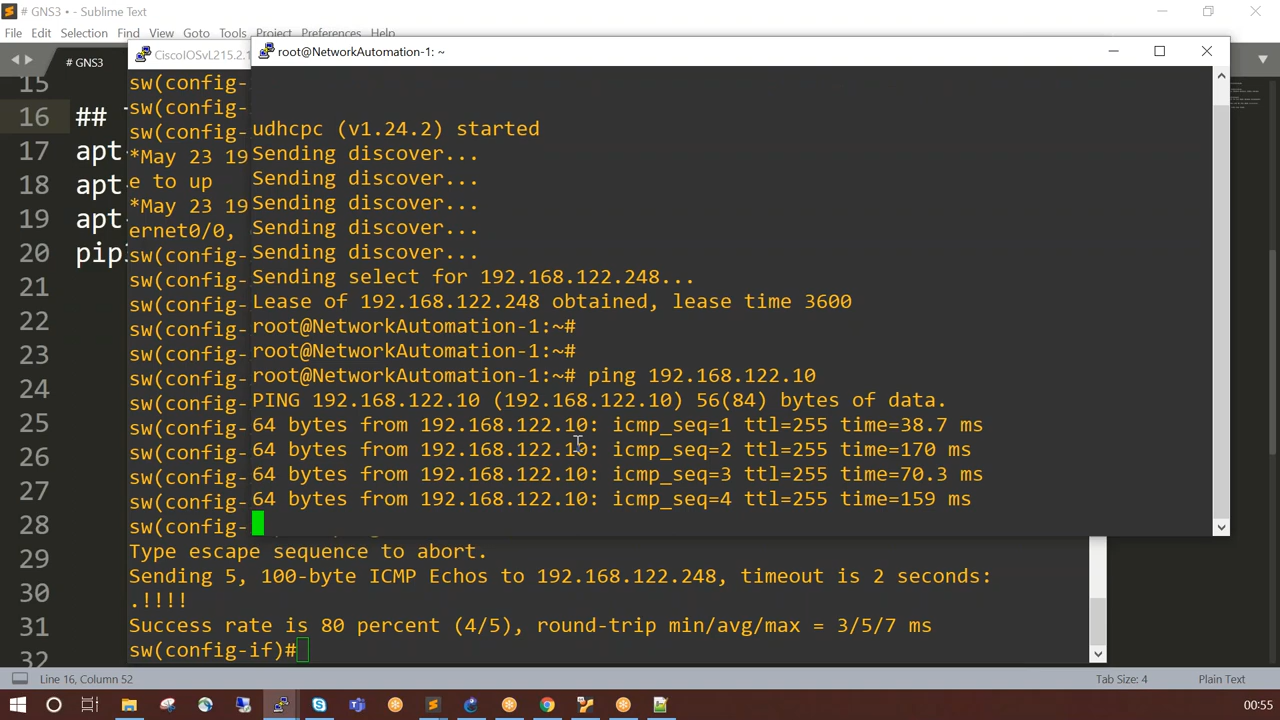 # GNS3 • - Sublime Text
File Edit Selection Find View Goto Tools Project Preferences Help
# GNS3
CiscoIOSvL215.2.1
root@NetworkAutomation-1: ~
15
16 ##
17 apt
18 apt
19 apt
20 pip
21
22
23
24
25
26
27
28
29
30
31
32
sw(config-
sw(config-
sw(config-
*May 23 19
e to up
*May 23 19
ernet0/0,
sw(config-
sw(config-
sw(config-
sw(config-
sw(config-
sw(config-
sw(config-
sw(config-
sw(config-
sw(config-
sw(config-
sw(config-
Type escape sequence to abort.
Sending 5, 100-byte ICMP Echos to 192.168.122.248, timeout is 2 seconds:
.!!!!
Success rate is 80 percent (4/5), round-trip min/avg/max = 3/5/7 ms
sw(config-if)#
udhcpc (v1.24.2) started
Sending discover...
Sending discover...
Sending discover...
Sending discover...
Sending discover...
Sending select for 192.168.122.248...
Lease of 192.168.122.248 obtained, lease time 3600
root@NetworkAutomation-1:~#
root@NetworkAutomation-1:~#
root@NetworkAutomation-1:~# ping 192.168.122.10
PING 192.168.122.10 (192.168.122.10) 56(84) bytes of data.
64 bytes from 192.168.122.10: icmp_seq=1 ttl=255 time=38.7 ms
64 bytes from 192.168.122.10: icmp_seq=2 ttl=255 time=170 ms
64 bytes from 192.168.122.10: icmp_seq=3 ttl=255 time=70.3 ms
64 bytes from 192.168.122.10: icmp_seq=4 ttl=255 time=159 ms
Line 16, Column 52
Tab Size: 4
Plain Text
00:55